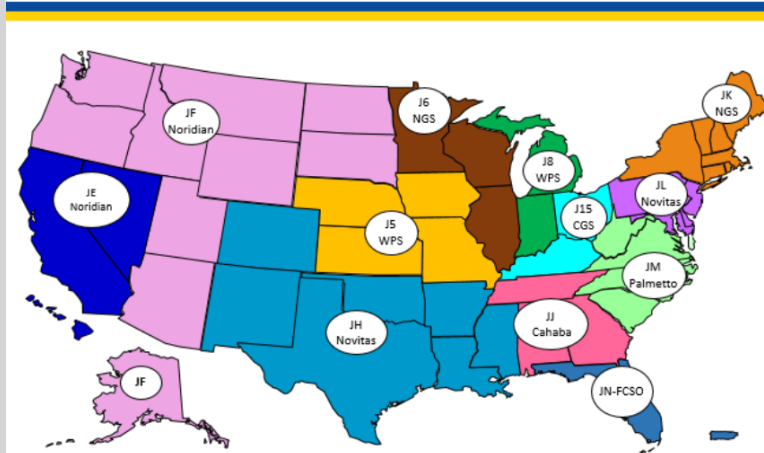 J6
NGS
JK
NGS
JF
Noridian
J8
WPS
JE
Noridian
JL
Novitas
J15
CGS
J5
WPS
JM
Palmetto
JH
Novitas
JJ
Cahaba
JF
JN-FCSO